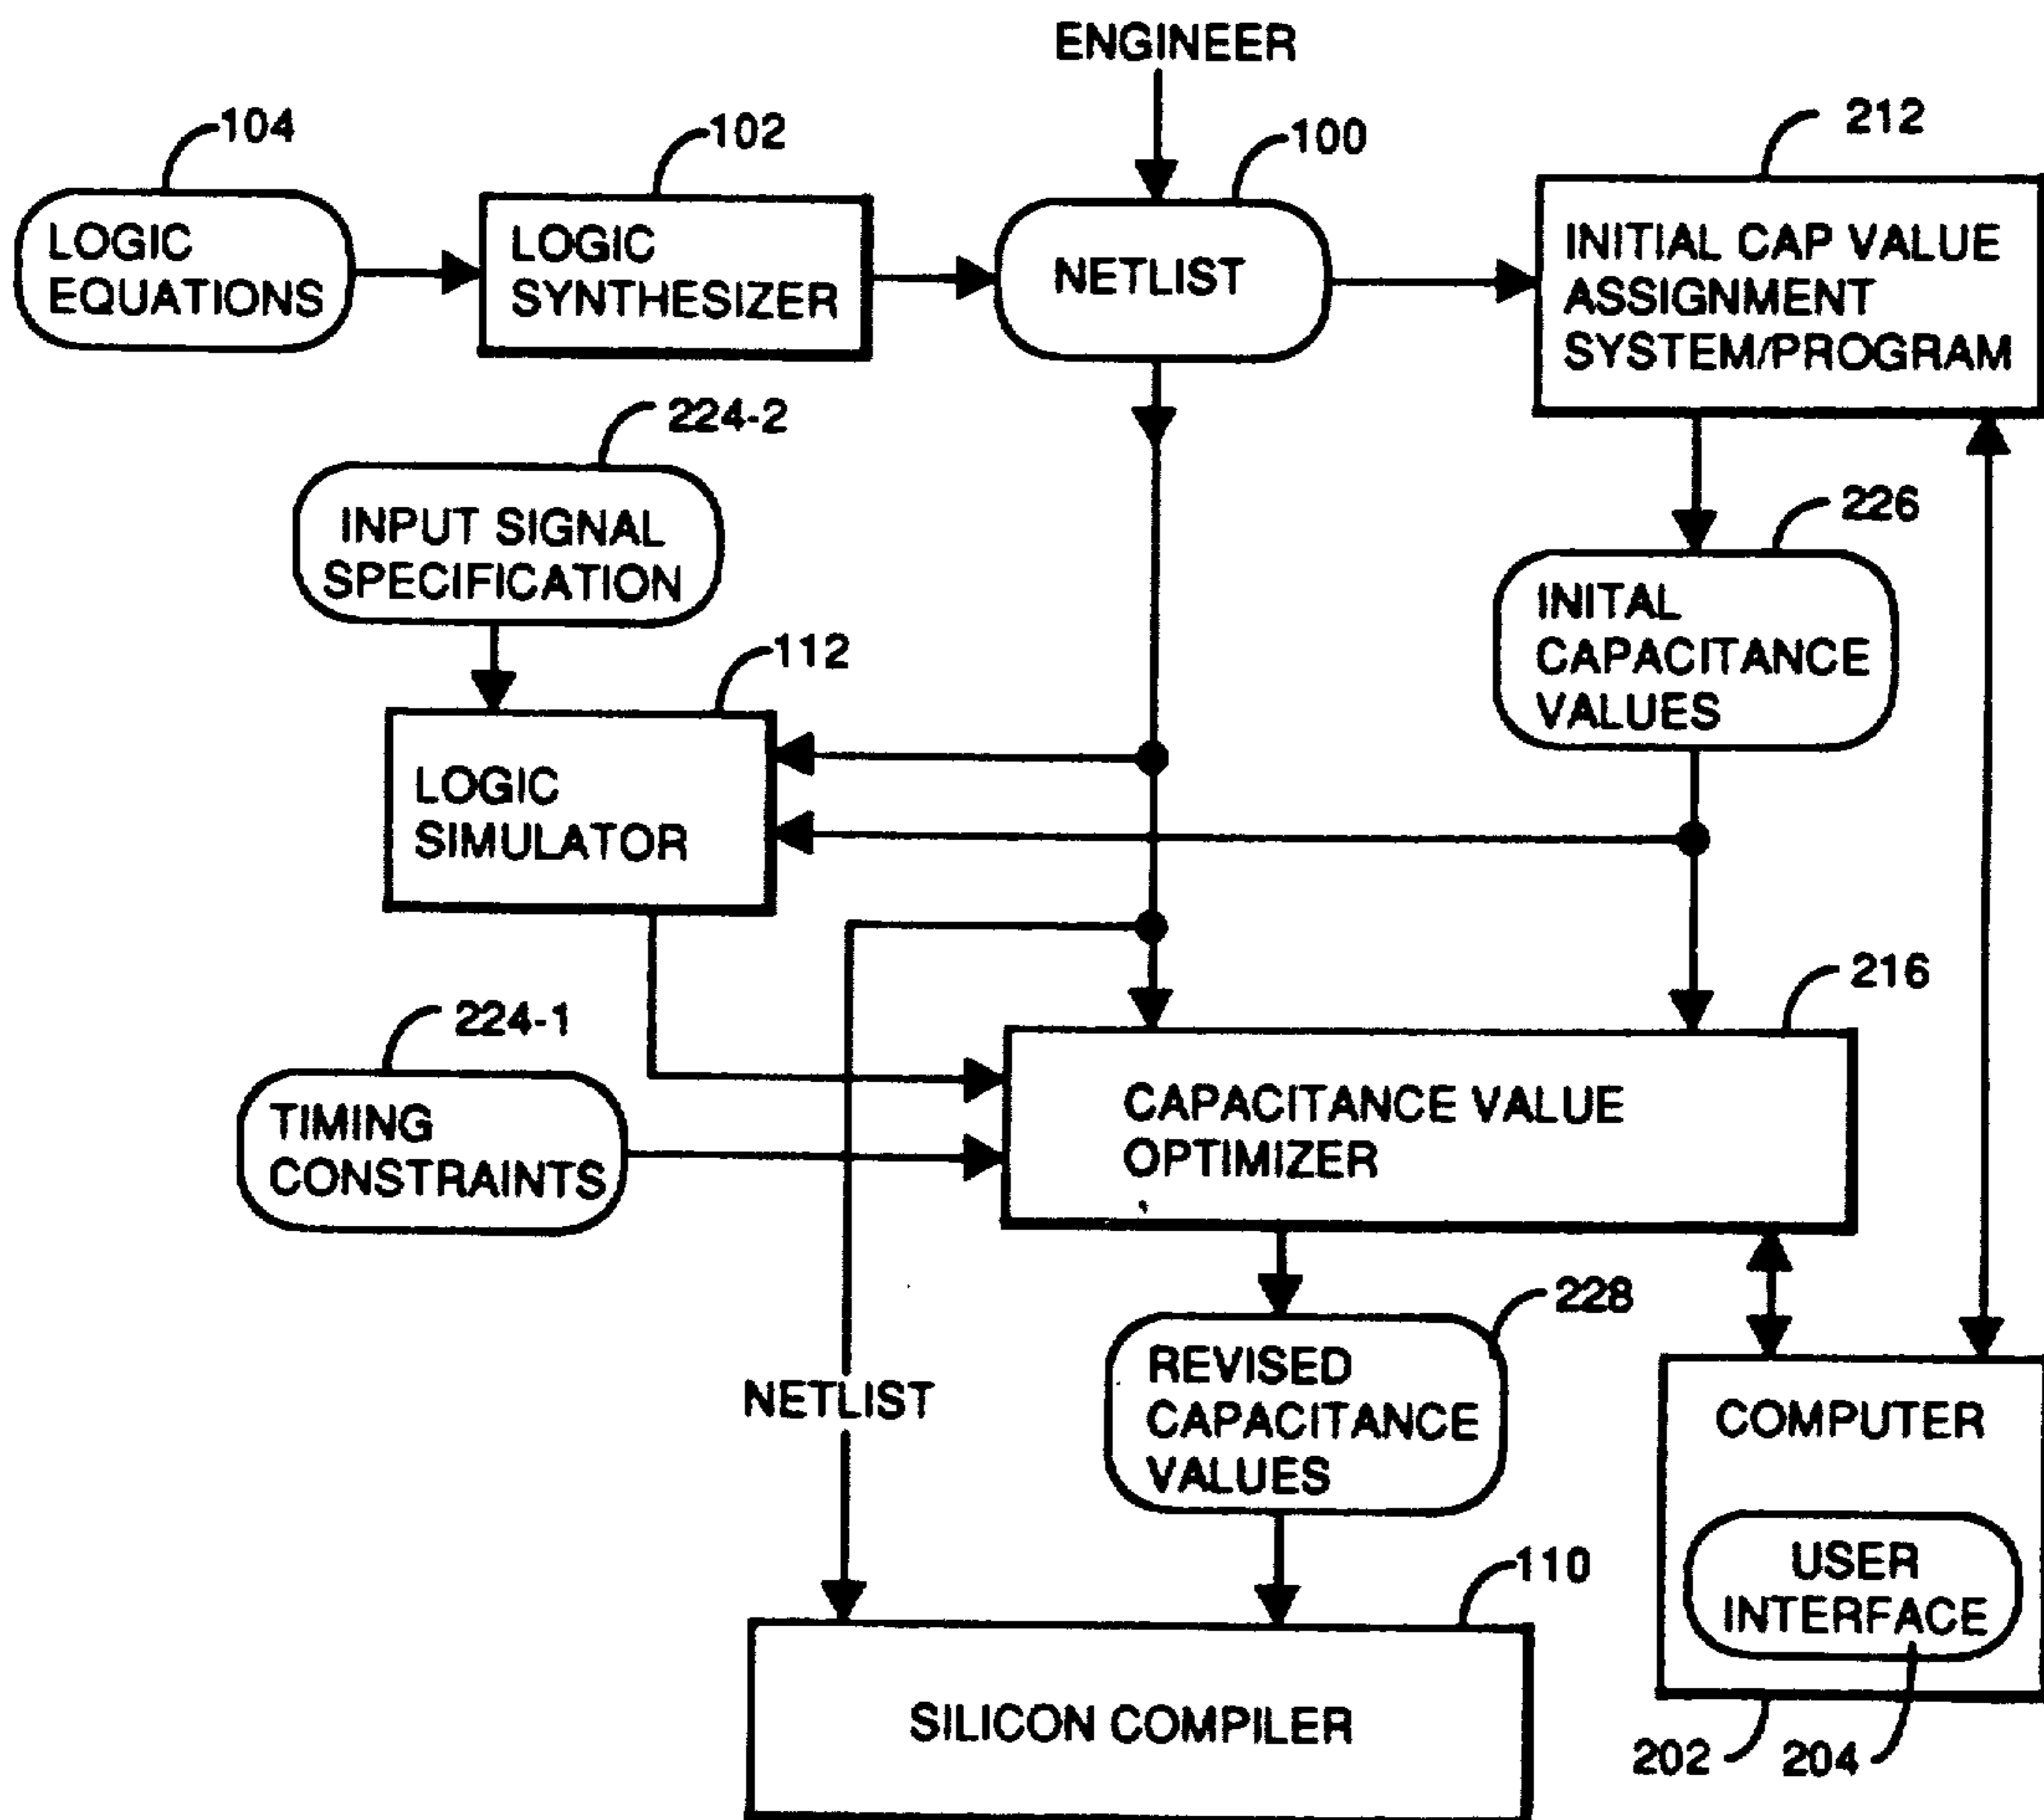 ENGINEER
104
102
100
212
LOGIC
EQUATIONS
LOGIC
SYNTHESIZER
NETLIST
INITIAL CAP VALUE
ASSIGNMENT
SYSTEM/PROGRAM
224-2
INPUT SIGNAL
SPECIFICATION
226
INITAL
CAPACITANCE
VALUES
112
LOGIC
SIMULATOR
216
224-1
TIMING
CONSTRAINTS
CAPACITANCE VALUE
OPTIMIZER
228
REVISED
CAPACITANCE
VALUES
NETLIST
COMPUTER
USER
INTERFACE
110
SILICON COMPILER
202
204